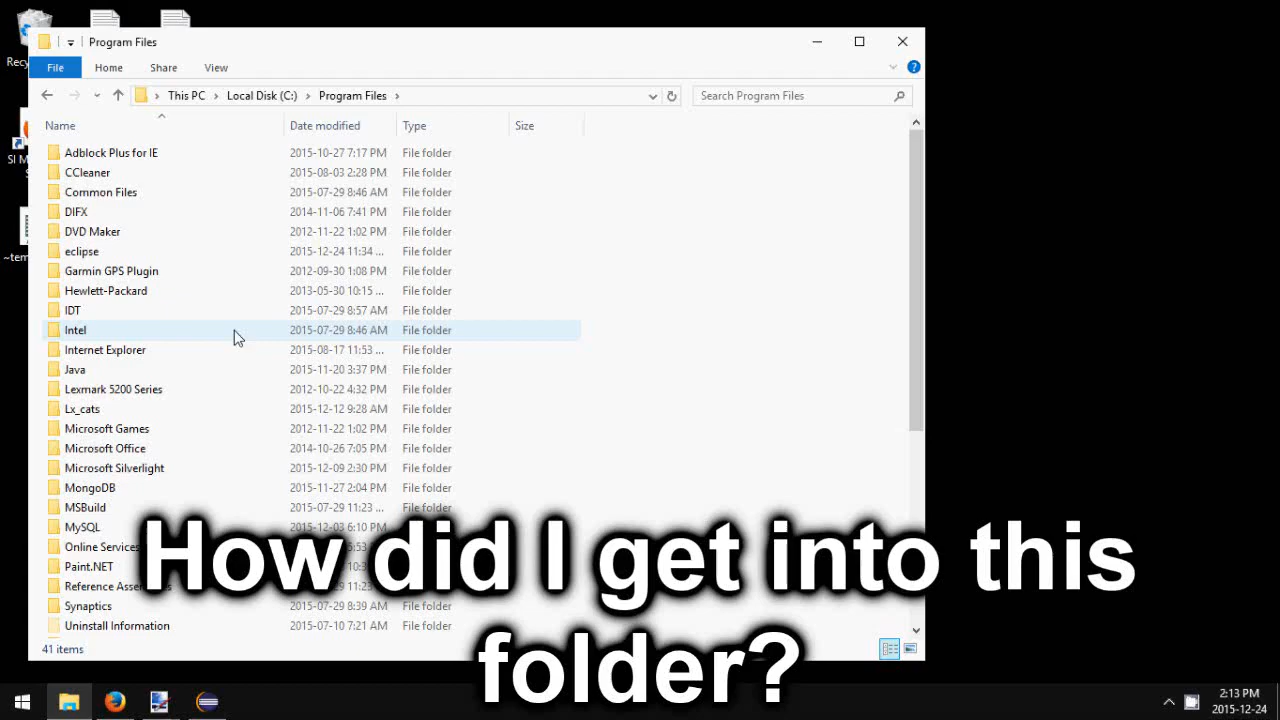 Recy
Program Files
File
Home
Share
View
This PC
Local Disk (C:)
Program Files
Search Program Files
Name
Date modified
Type
Size
SI M
S
~tem
Adblock Plus for IE 2015-10-27 7:17 PM File folder
CCleaner 2015-08-03 2:28 PM File folder
Common Files 2015-07-29 8:46 AM File folder
DIFX 2014-11-06 7:41 PM File folder
DVD Maker 2012-11-22 1:02 PM File folder
eclipse 2015-12-24 11:34 ... File folder
Garmin GPS Plugin 2012-09-30 1:08 PM File folder
Hewlett-Packard 2013-05-30 10:15 ... File folder
IDT 2015-07-29 8:57 AM File folder
Intel 2015-07-29 8:46 AM File folder
Internet Explorer 2015-08-17 11:53 ... File folder
Java 2015-11-20 3:37 PM File folder
Lexmark 5200 Series 2012-10-22 4:32 PM File folder
Lx_cats 2015-12-12 9:28 AM File folder
Microsoft Games 2012-11-22 1:02 PM File folder
Microsoft Office 2014-10-26 7:05 PM File folder
Microsoft Silverlight 2015-12-09 2:30 PM File folder
MongoDB 2015-11-27 2:04 PM File folder
MSBuild 2015-07-29 11:23 ... File folder
MySQL 2015-12-03 6:10 PM File folder
Online Services
Paint.NET
Reference
Synaptics 2015-07-29 8:39 AM File folder
Uninstall Information 2015-07-10 7:21 AM File folder
41 items
How did I get into this
folder?
2:13 PM
2015-12-24